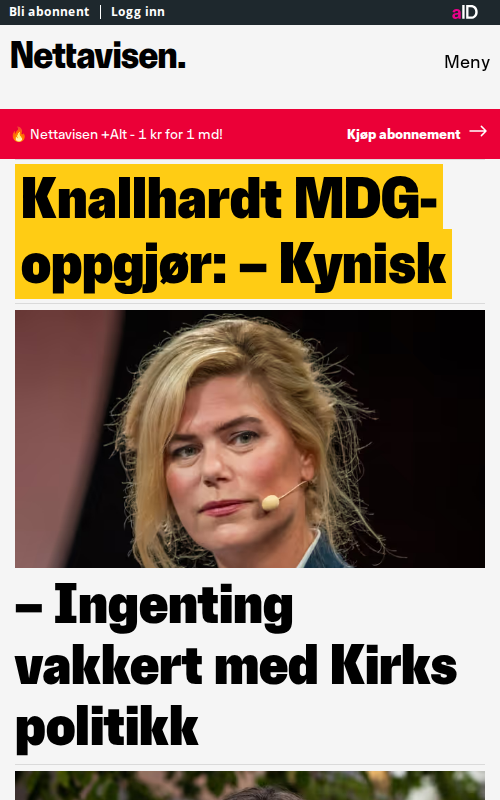 Bli abonnent | Logg inn
aID
Nettavisen.
Meny
🔥 Nettavisen +Alt - 1 kr for 1 md!
Kjøp abonnement →
Knallhardt MDG-
oppgjør: – Kynisk
– Ingenting
vakkert med Kirks
politikk